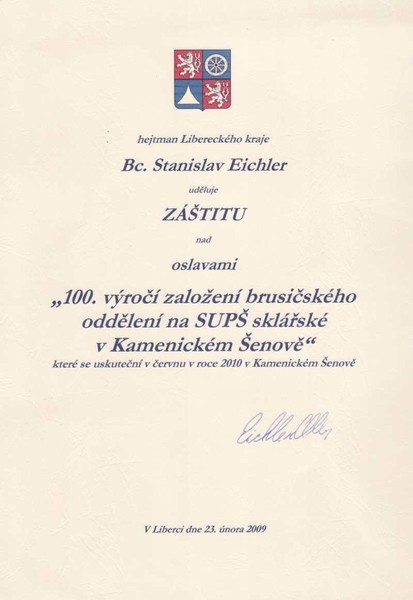 hejtman Libereckého kraje
Bc. Stanislav Eichler
uděluje
ZÁŠTITU
nad
oslavami
„100. výročí založení brusičského
oddělení na SUPŠ sklářské
v Kamenickém Šenově“
které se uskuteční v červnu v roce 2010 v Kamenickém Šenově
V Liberci dne 23. února 2009